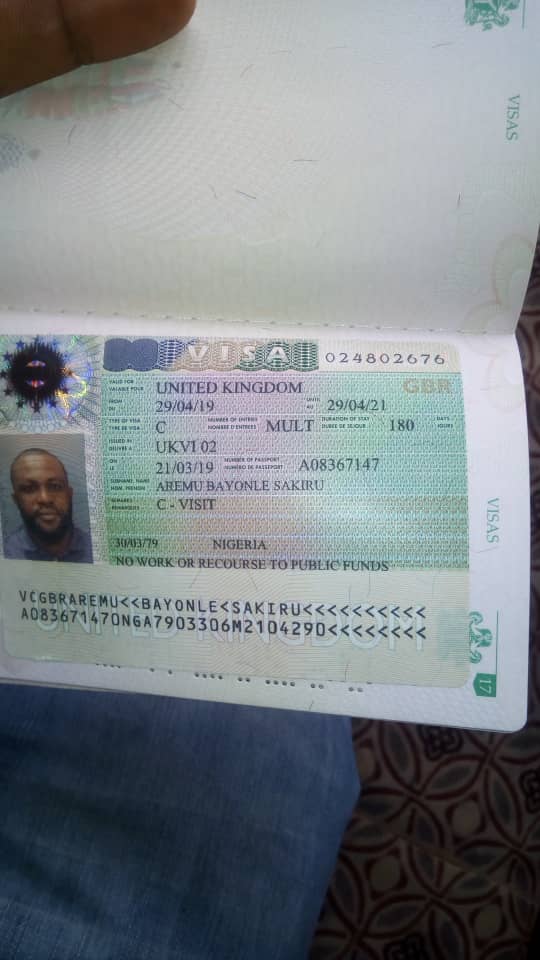 VISAS
VISA
024802676
VALID FOR
VALABLE POUR
UNITED KINGDOM
GBR
FROM
DU
29/04/19
UNTIL
AU
29/04/21
TYPE OF VISA
TYPE DE VISA
C
NUMBER OF ENTRIES
NOMBRE D'ENTREES
MULT
DURATION OF STAY
DUREE DE SEJOUR
180
DAYS
JOURS
ISSUED IN
DELIVRE A
UKVI 02
ON
LE
21/03/19
NUMBER OF PASSPORT
NUMERO DE PASSEPORT
A08367147
SURNAME, NAME
NOM, PRENOM
AREMU BAYONLE SAKIRU
REMARKS
REMARQUES
C - VISIT
30/03/79
NIGERIA
NO WORK OR RECOURSE TO PUBLIC FUNDS
VCGBRAREMU<<BAYONLE<SAKIRU<<<<<<<<<<
A083671470NGA7903306M2104290<<<<<<<<
UNITED KINGDOM
VISAS
17